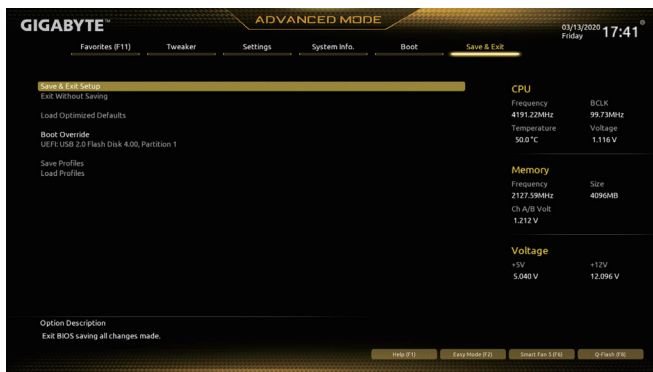 GIGABYTE™
ADVANCED MODE
03/13/2020
Friday
17:41
Favorites (F11) Tweaker Settings System Info. Boot Save & Exit
Save & Exit Setup
Exit Without Saving
Load Optimized Defaults
Boot Override
UEFI: USB 2.0 Flash Disk 4.00, Partition 1
Save Profiles
Load Profiles
CPU
Frequency BCLK
4191.22MHz 99.73MHz
Temperature Voltage
50.0 °C 1.116 V
Memory
Frequency Size
2127.59MHz 4096MB
Ch A/B Volt
1.212 V
Voltage
+5V +12V
5.040 V 12.096 V
Option Description
Exit BIOS saving all changes made.
Help (F1) Easy Mode (F2) Smart Fan 5 (F6) Q-Flash (F8)